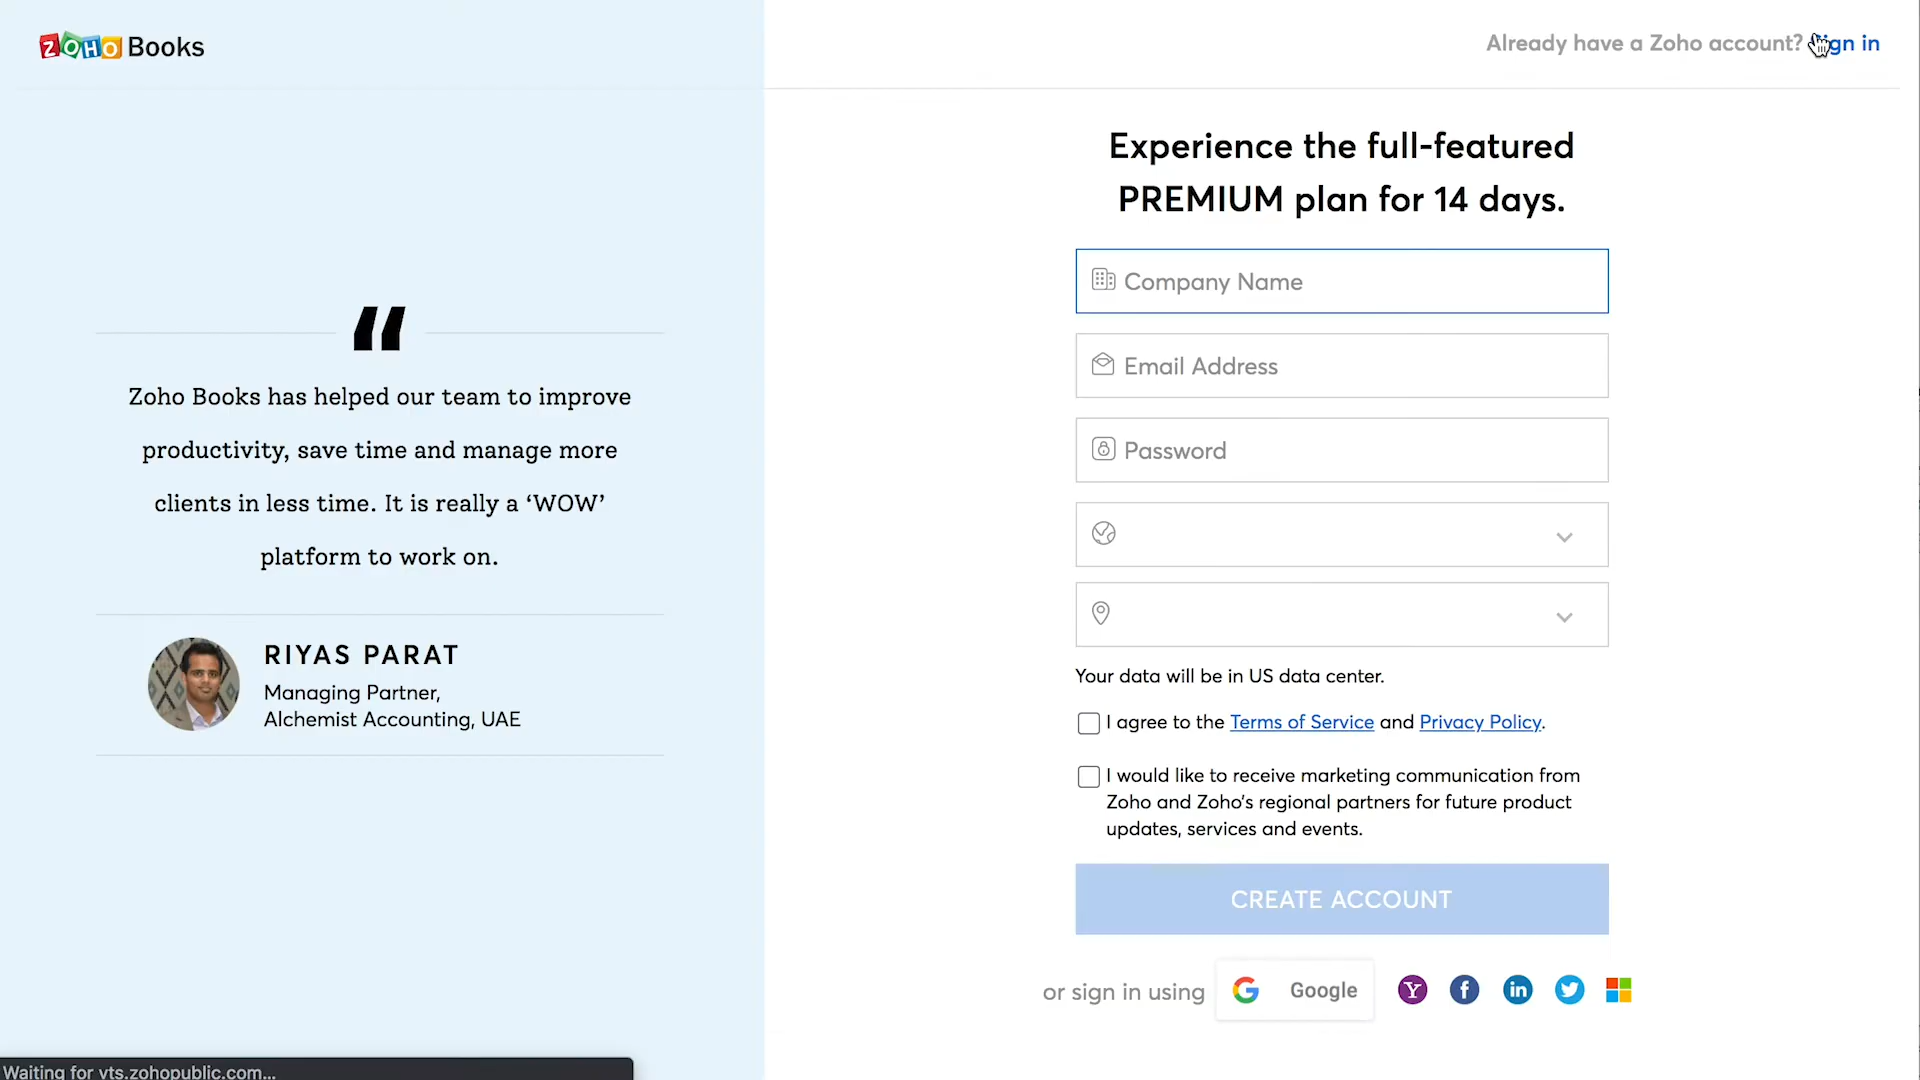 ZOHO Books
Already have a Zoho account? Sign in
“
Zoho Books has helped our team to improve
productivity, save time and manage more
clients in less time. It is really a ‘WOW’
platform to work on.
RIYAS PARAT
Managing Partner,
Alchemist Accounting, UAE
Experience the full-featured
PREMIUM plan for 14 days.
Company Name
Email Address
Password
Your data will be in US data center.
I agree to the Terms of Service and Privacy Policy.
I would like to receive marketing communication from
Zoho and Zoho's regional partners for future product
updates, services and events.
CREATE ACCOUNT
or sign in using
Google
Waiting for vts.zohopublic.com...